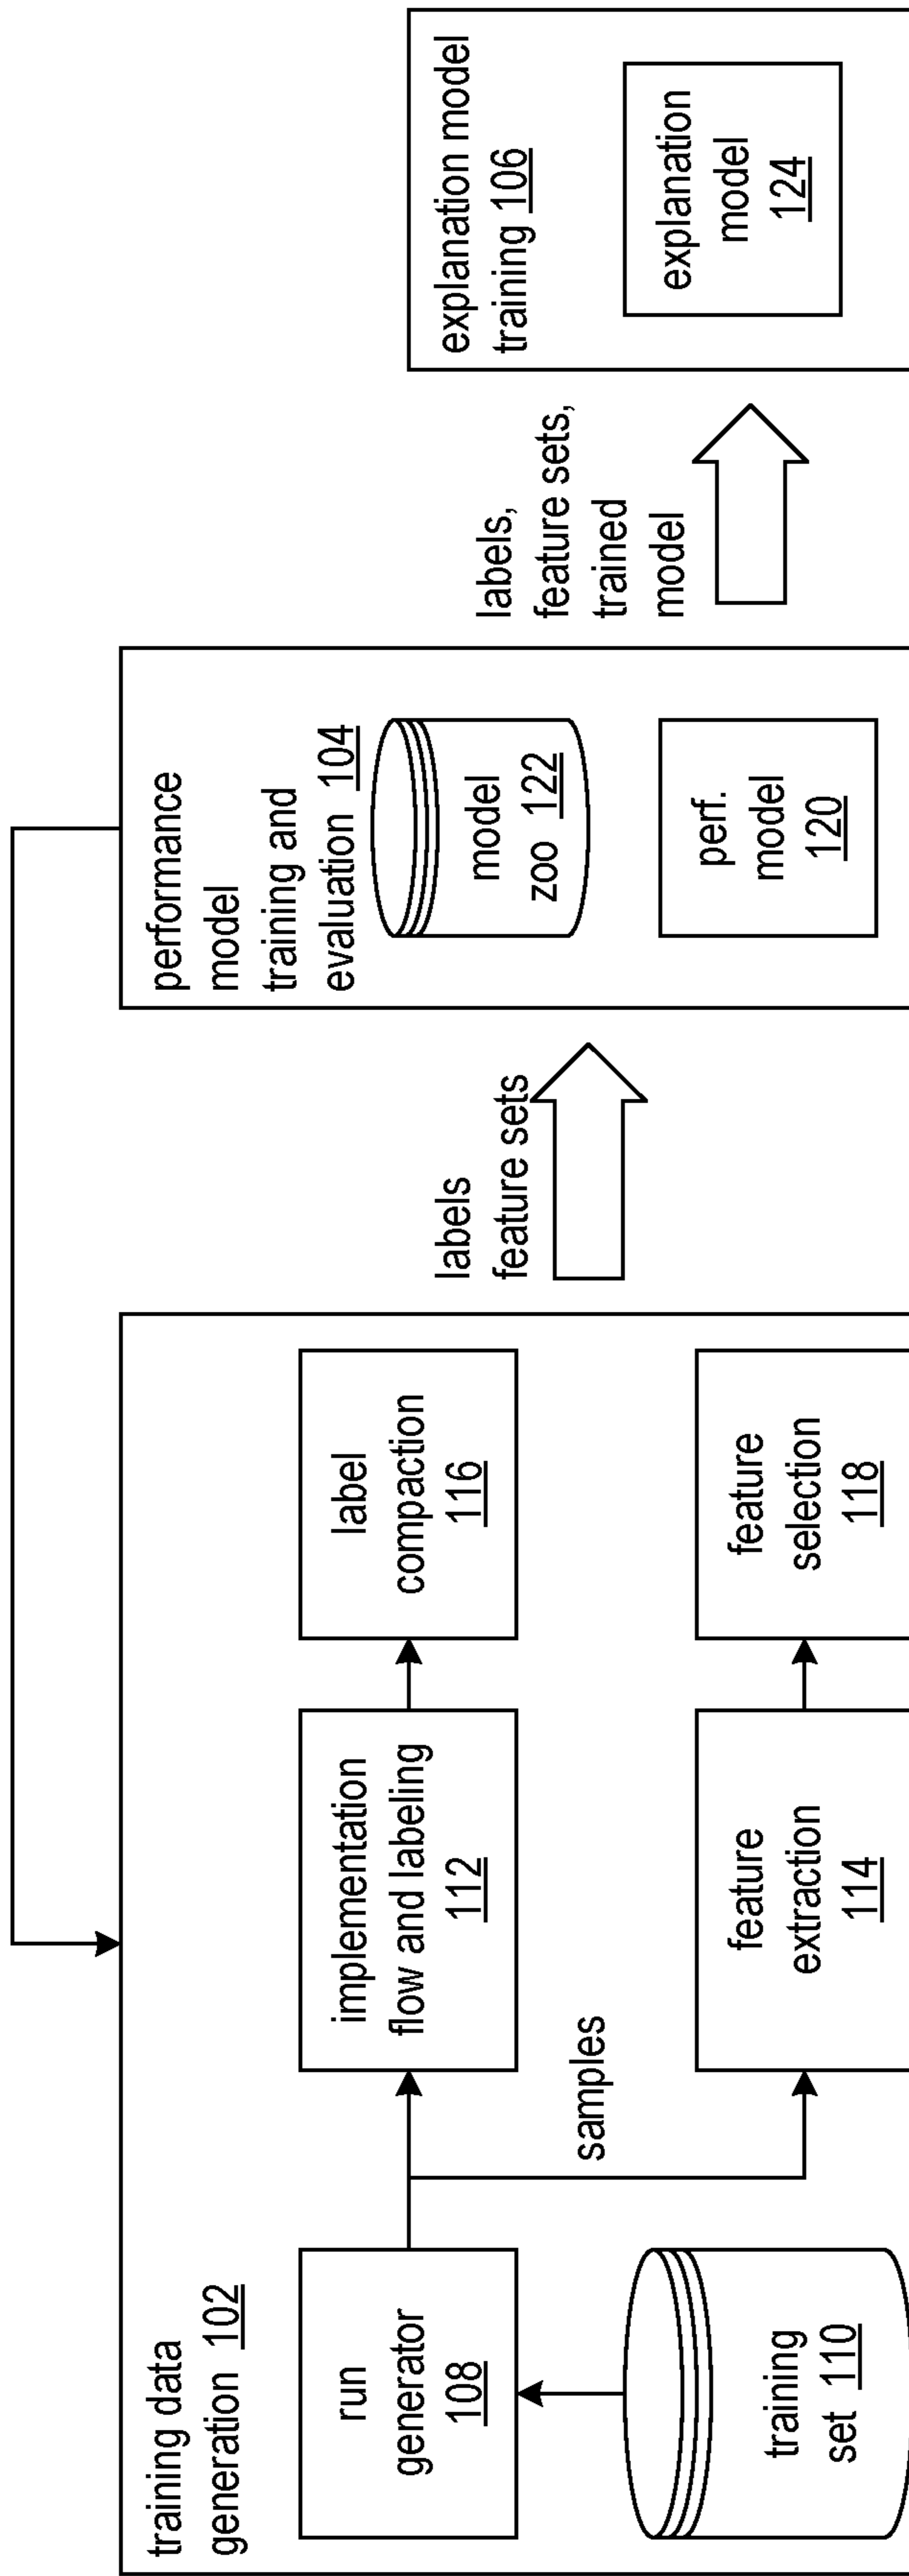 training data
generation 102
run
generator
108
training
set 110
samples
implementation
flow and labeling
112
label
compaction
116
feature
extraction
114
feature
selection
118
labels
feature sets
performance
model
training and
evaluation 104
model
zoo 122
perf.
model
120
labels,
feature sets,
trained
model
explanation model
training 106
explanation
model
124